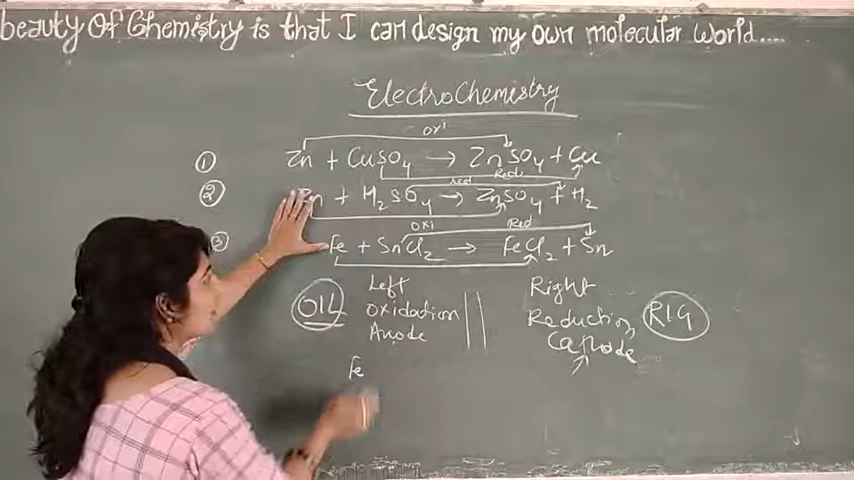 beauty Of Chemistry is that I can design my own molecular world....
ElectroChemistry
oxi
① Zn + CuSO4 → ZnSO4 + Cu
Red
Red
② Zn + H2SO4 → ZnSO4 + H2
oxi Red
③ Fe + SnCl2 → FeCl2 + Sn
Left Right
OIL oxidation Reduction, RIG
Anode Cathode
Fe